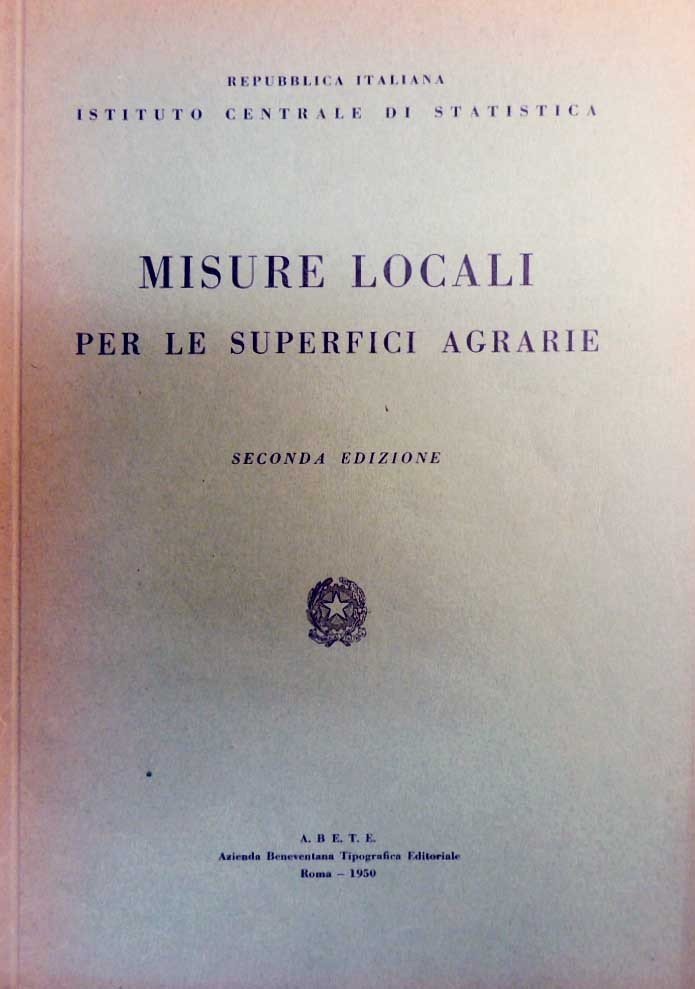 REPUBBLICA ITALIANA
ISTITUTO CENTRALE DI STATISTICA
MISURE LOCALI
PER LE SUPERFICI AGRARIE
SECONDA EDIZIONE
A. B E. T. E.
Azienda Beneventana Tipografica Editoriale
Roma – 1950